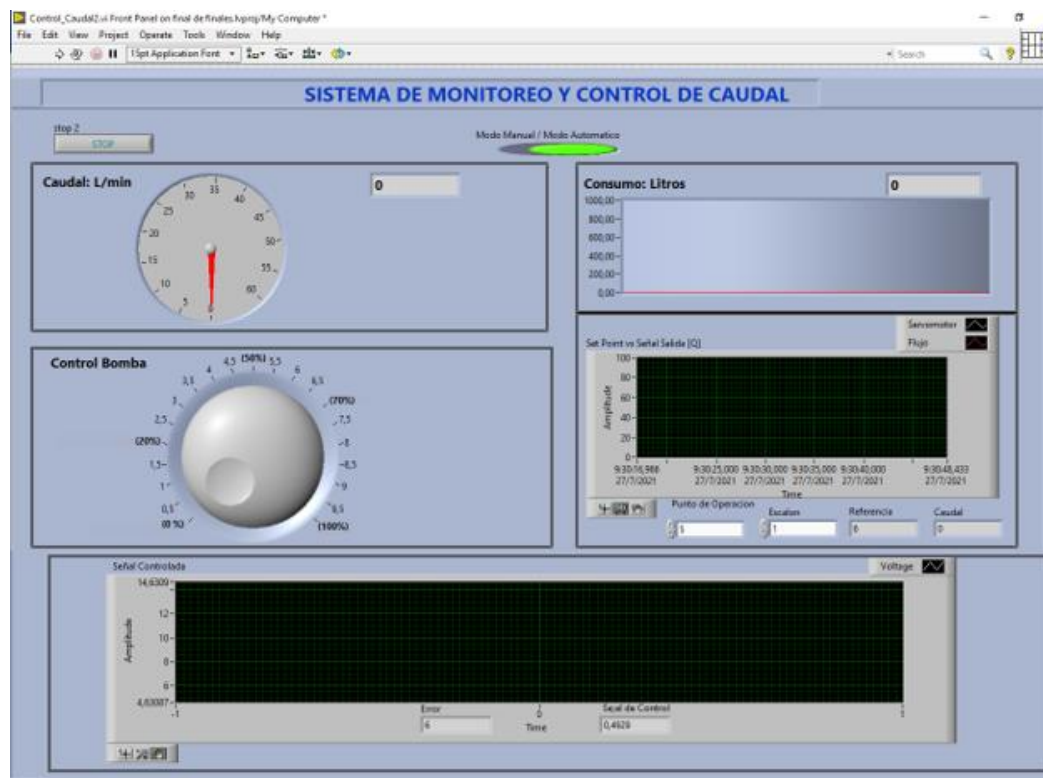 Control_Caudal2.vi Front Panel on final de finales.lvproj/My Computer *
File Edit View Project Operate Tools Window Help
15pt Application Font
Search
SISTEMA DE MONITOREO Y CONTROL DE CAUDAL
stop 2
STOP
Modo Manual / Modo Automatico
Caudal: L/min
0
0 5 10 15 20 25 30 35 40 45 50 55 60
Consumo: Litros
0
1000,00
800,00
600,00
400,00
200,00
0,00
Control Bomba
(0 %) 0,5 1 1,5 (20%) 2,5 3 3,5 4 4,5 (50%) 5,5 6 6,5 (70%) 7,5 8 8,5 9 9,5 (100%)
Servomotor
Flujo
Set Point vs Señal Salida [Q]
Amplitude
100
80
60
40
20
0
9:30:16,986 9:30:25,000 9:30:30,000 9:30:35,000 9:30:40,000 9:30:48,433
27/7/2021 27/7/2021 27/7/2021 27/7/2021 27/7/2021 27/7/2021
Time
Punto de Operacion Escalon Referencia Caudal
5 1 6 0
Señal Controlada
Voltage
Amplitude
14,6309
12
10
8
6
4,63087
-1 0 1
Error
6
Time
Señal de Control
0,4928